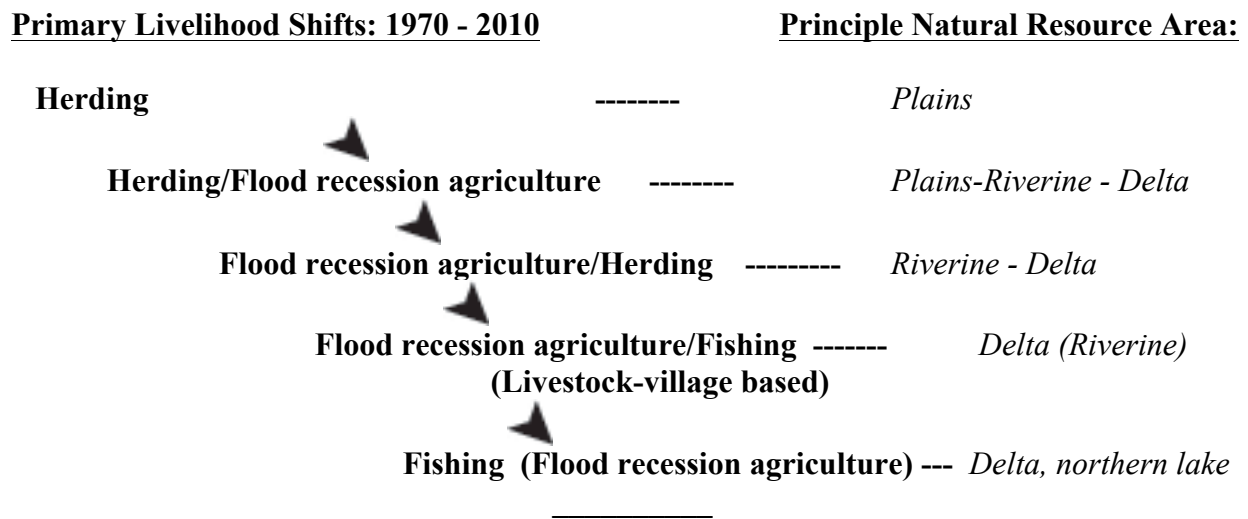 Primary Livelihood Shifts: 1970 - 2010 Principle Natural Resource Area:
Herding -------- Plains
Herding/Flood recession agriculture -------- Plains-Riverine - Delta
Flood recession agriculture/Herding --------- Riverine - Delta
Flood recession agriculture/Fishing ------- Delta (Riverine)
(Livestock-village based)
Fishing (Flood recession agriculture) --- Delta, northern lake